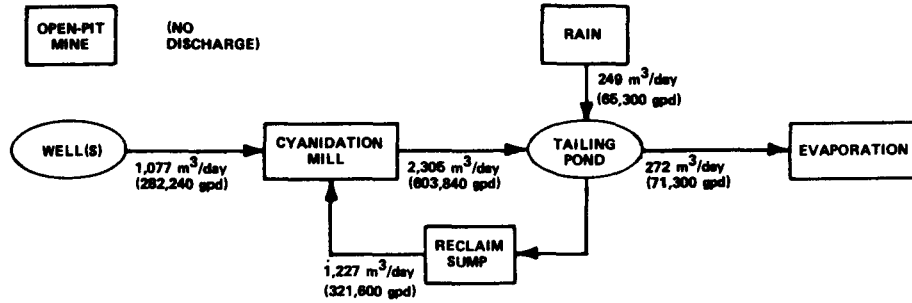 OPEN-PIT
MINE
(NO
DISCHARGE)
RAIN
249 m³/day
(65,300 gpd)
WELL(S)
1,077 m³/day
(282,240 gpd)
CYANIDATION
MILL
2,305 m³/day
(603,840 gpd)
TAILING
POND
272 m³/day
(71,300 gpd)
EVAPORATION
RECLAIM
SUMP
1,227 m³/day
(321,600 gpd)